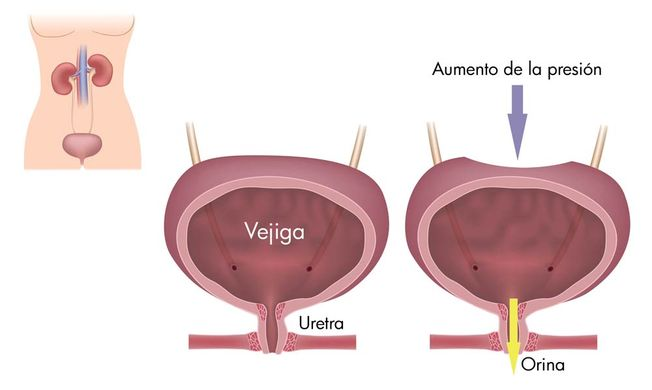 Aumento de la presión
Vejiga
Uretra
Orina